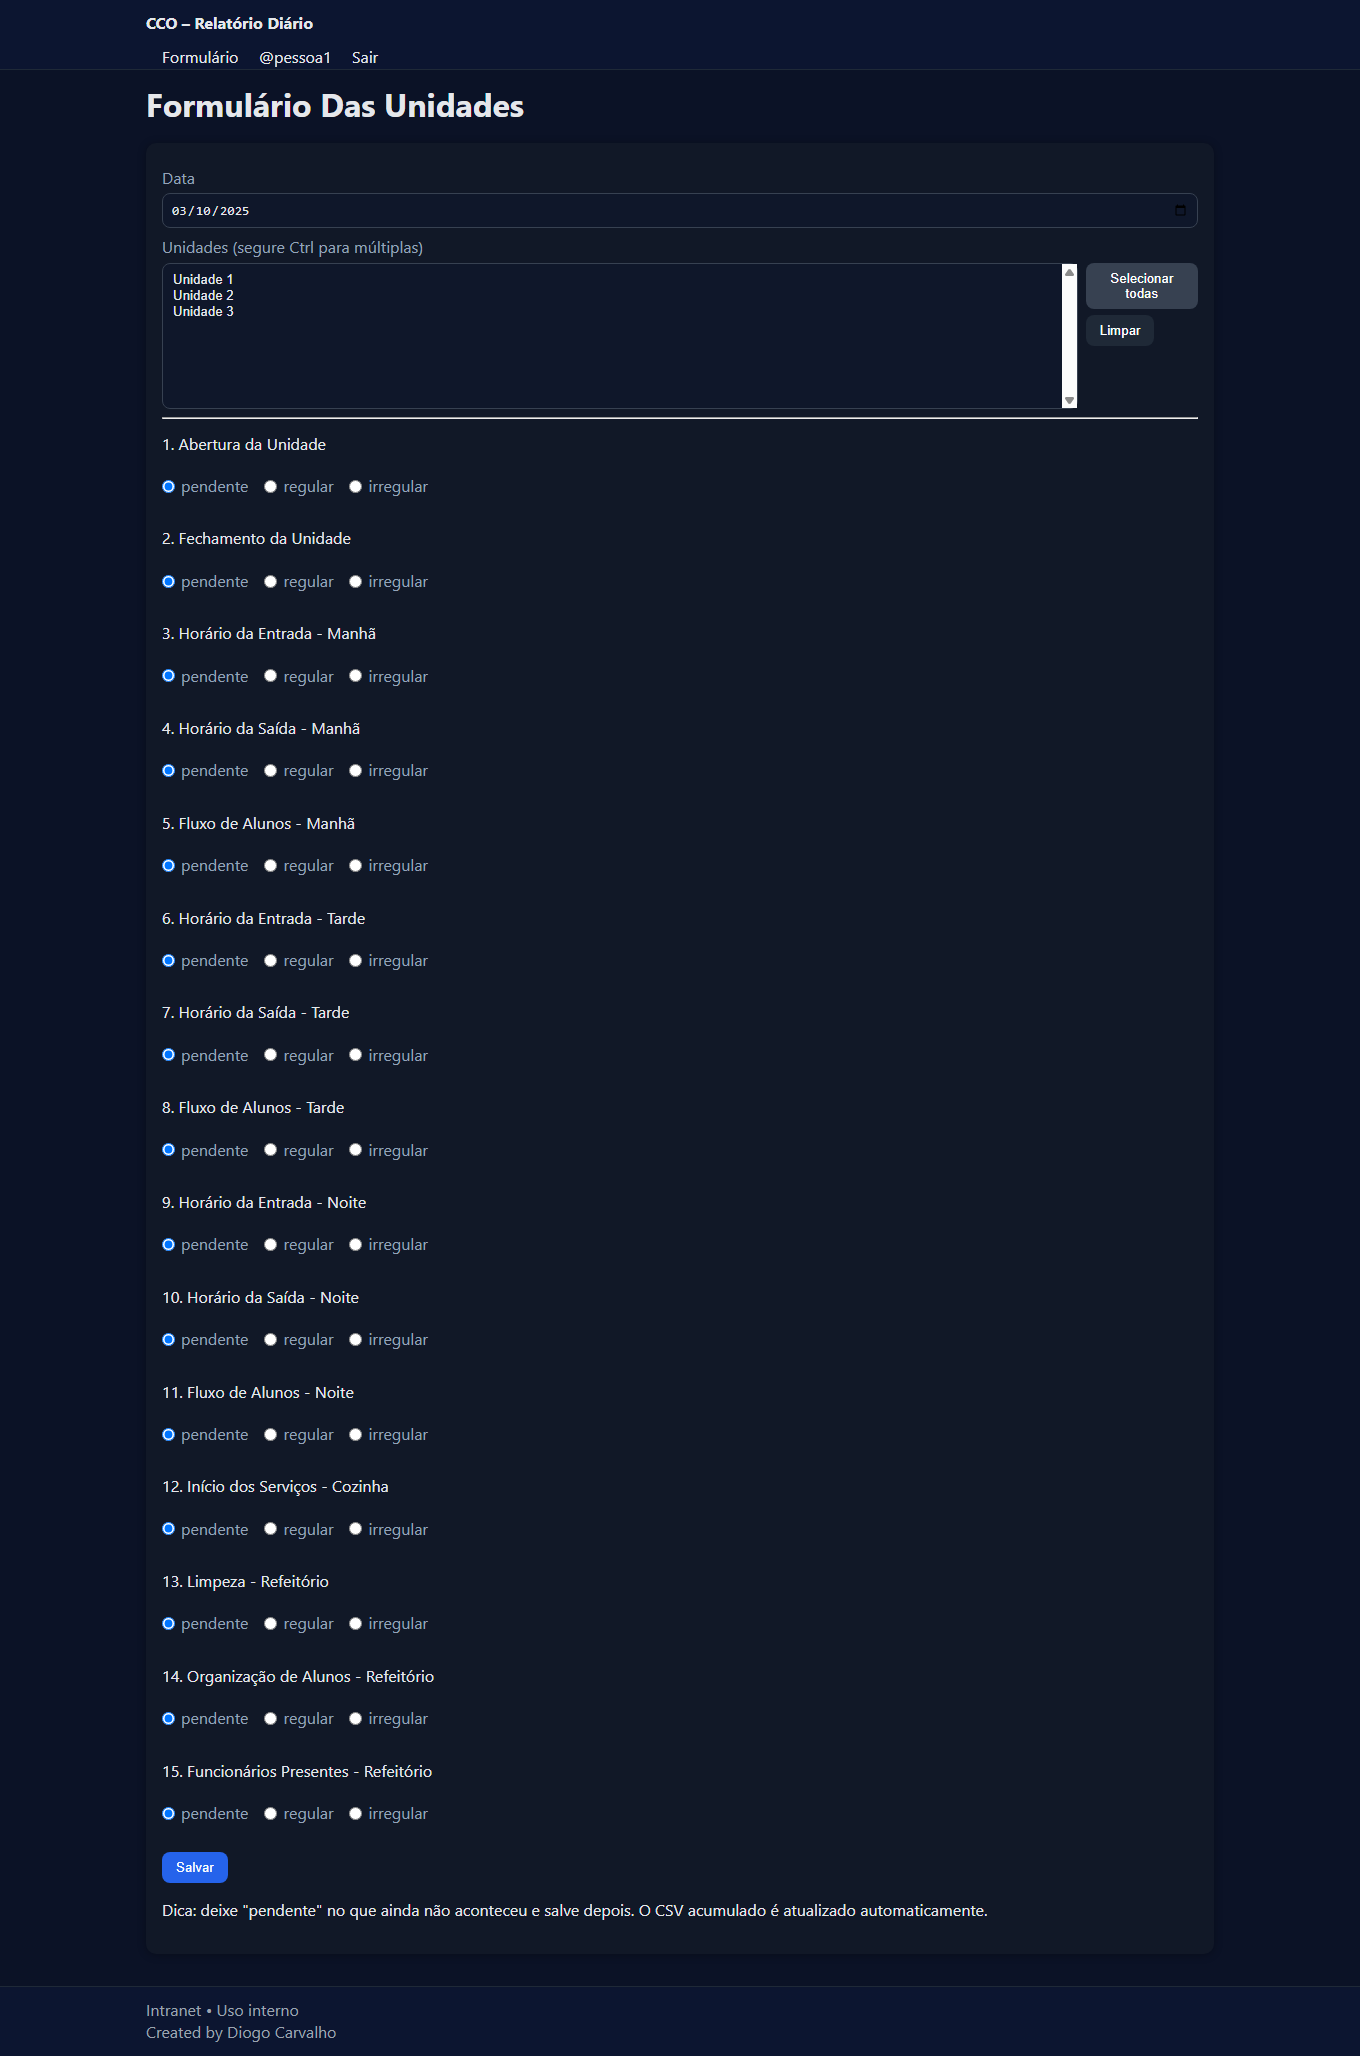 CCO – Relatório Diário
Formulário @pessoa1 Sair
Formulário Das Unidades
Data
03/10/2025
Unidades (segure Ctrl para múltiplas)
Unidade 1
Unidade 2
Unidade 3
Selecionar
todas
Limpar
1. Abertura da Unidade
pendente regular irregular
2. Fechamento da Unidade
pendente regular irregular
3. Horário da Entrada - Manhã
pendente regular irregular
4. Horário da Saída - Manhã
pendente regular irregular
5. Fluxo de Alunos - Manhã
pendente regular irregular
6. Horário da Entrada - Tarde
pendente regular irregular
7. Horário da Saída - Tarde
pendente regular irregular
8. Fluxo de Alunos - Tarde
pendente regular irregular
9. Horário da Entrada - Noite
pendente regular irregular
10. Horário da Saída - Noite
pendente regular irregular
11. Fluxo de Alunos - Noite
pendente regular irregular
12. Início dos Serviços - Cozinha
pendente regular irregular
13. Limpeza - Refeitório
pendente regular irregular
14. Organização de Alunos - Refeitório
pendente regular irregular
15. Funcionários Presentes - Refeitório
pendente regular irregular
Salvar
Dica: deixe "pendente" no que ainda não aconteceu e salve depois. O CSV acumulado é atualizado automaticamente.
Intranet • Uso interno
Created by Diogo Carvalho